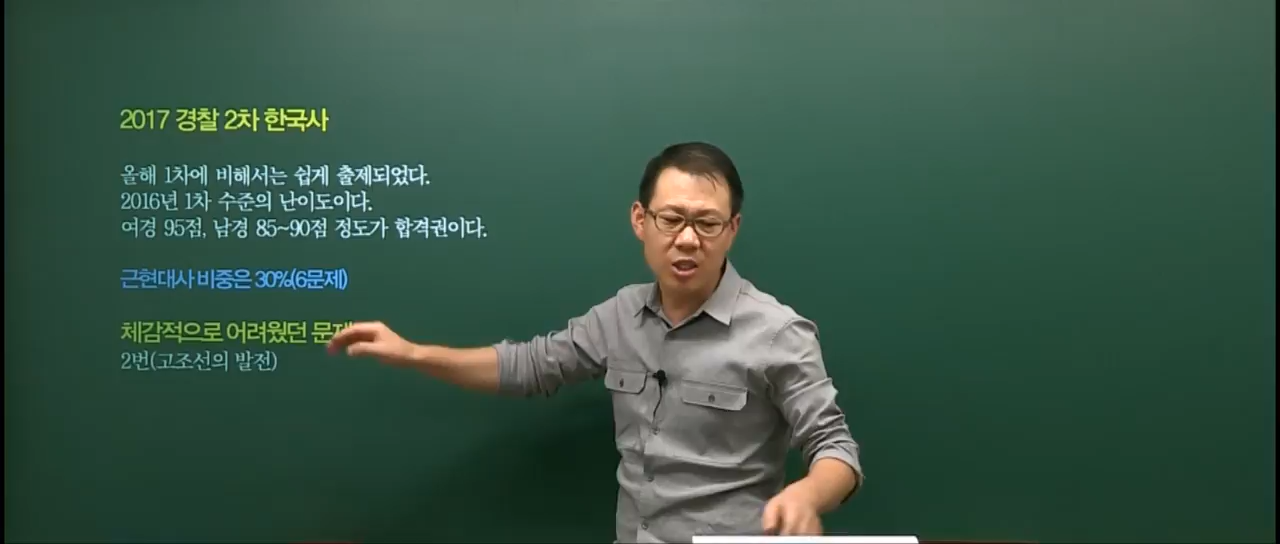 2017 경찰 2차 한국사
올해 1차에 비해서는 쉽게 출제되었다.
2016년 1차 수준의 난이도이다.
여경 95점, 남경 85~90점 정도가 합격권이다.
근현대사 비중은 30%(6문제)
체감적으로 어려웠던 문제
2번(고조선의 발전)